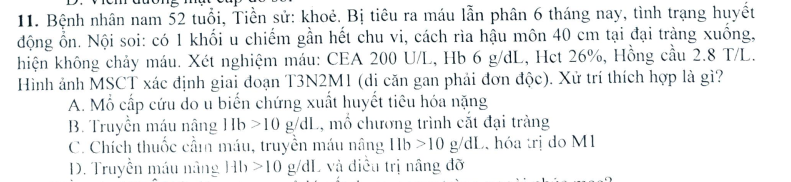 11. Bệnh nhân nam 52 tuổi, Tiền sử: khoẻ. Bị tiêu ra máu lẫn phân 6 tháng nay, tình trạng huyết
động ổn. Nội soi: có 1 khối u chiếm gần hết chu vi, cách rìa hậu môn 40 cm tại đại tràng xuống,
hiện không chảy máu. Xét nghiệm máu: CEA 200 U/L, Hb 6 g/dL, Hct 26%, Hồng cầu 2.8 T/L.
Hình ảnh MSCT xác định giai đoạn T3N2M1 (di căn gan phải đơn độc). Xử trí thích hợp là gì?
A. Mổ cấp cứu do u biến chứng xuất huyết tiêu hóa nặng
B. Truyền máu nâng Hb >10 g/dL, mổ chương trình cắt đại tràng
C. Chích thuốc cầm máu, truyền máu nâng Hb >10 g/dL, hóa trị do M1
D. Truyền máu nâng Hb >10 g/dL và điều trị nâng đỡ